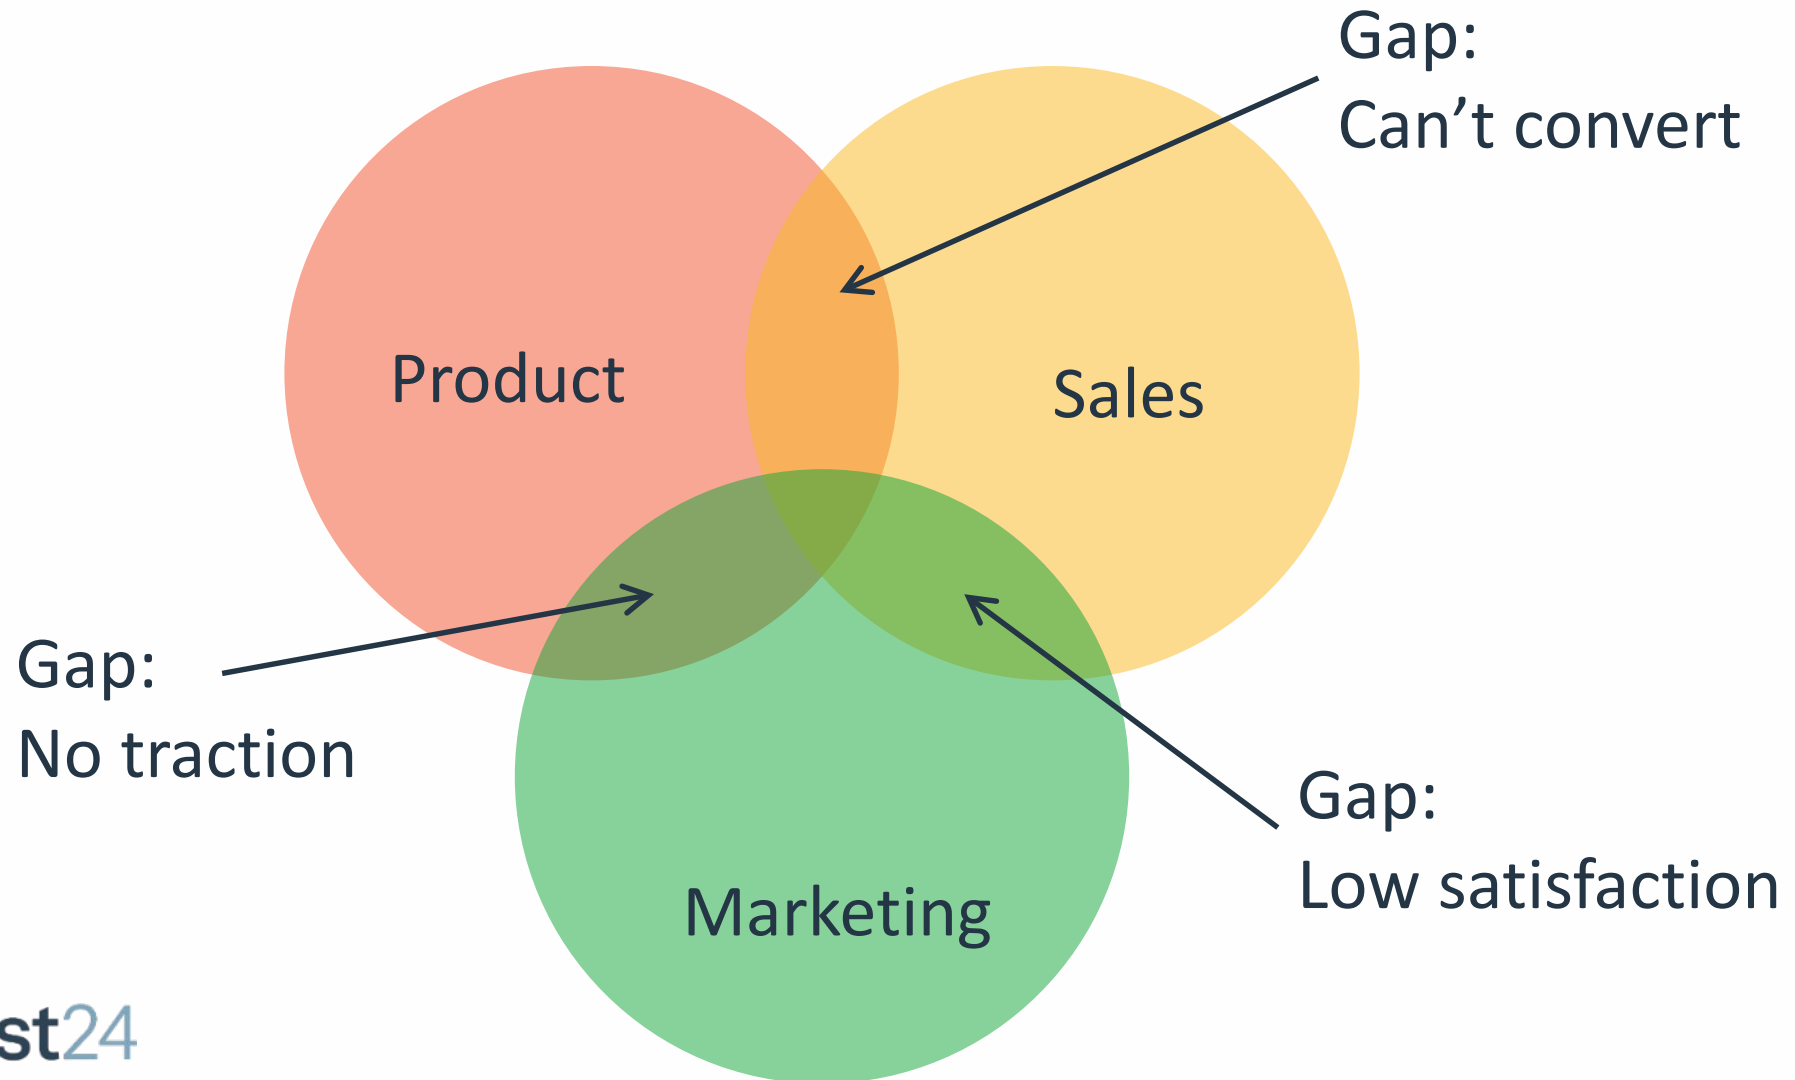 Gap:
Can’t convert
Product
Sales
Gap:
No traction
Gap:
Low satisfaction
Marketing
st24